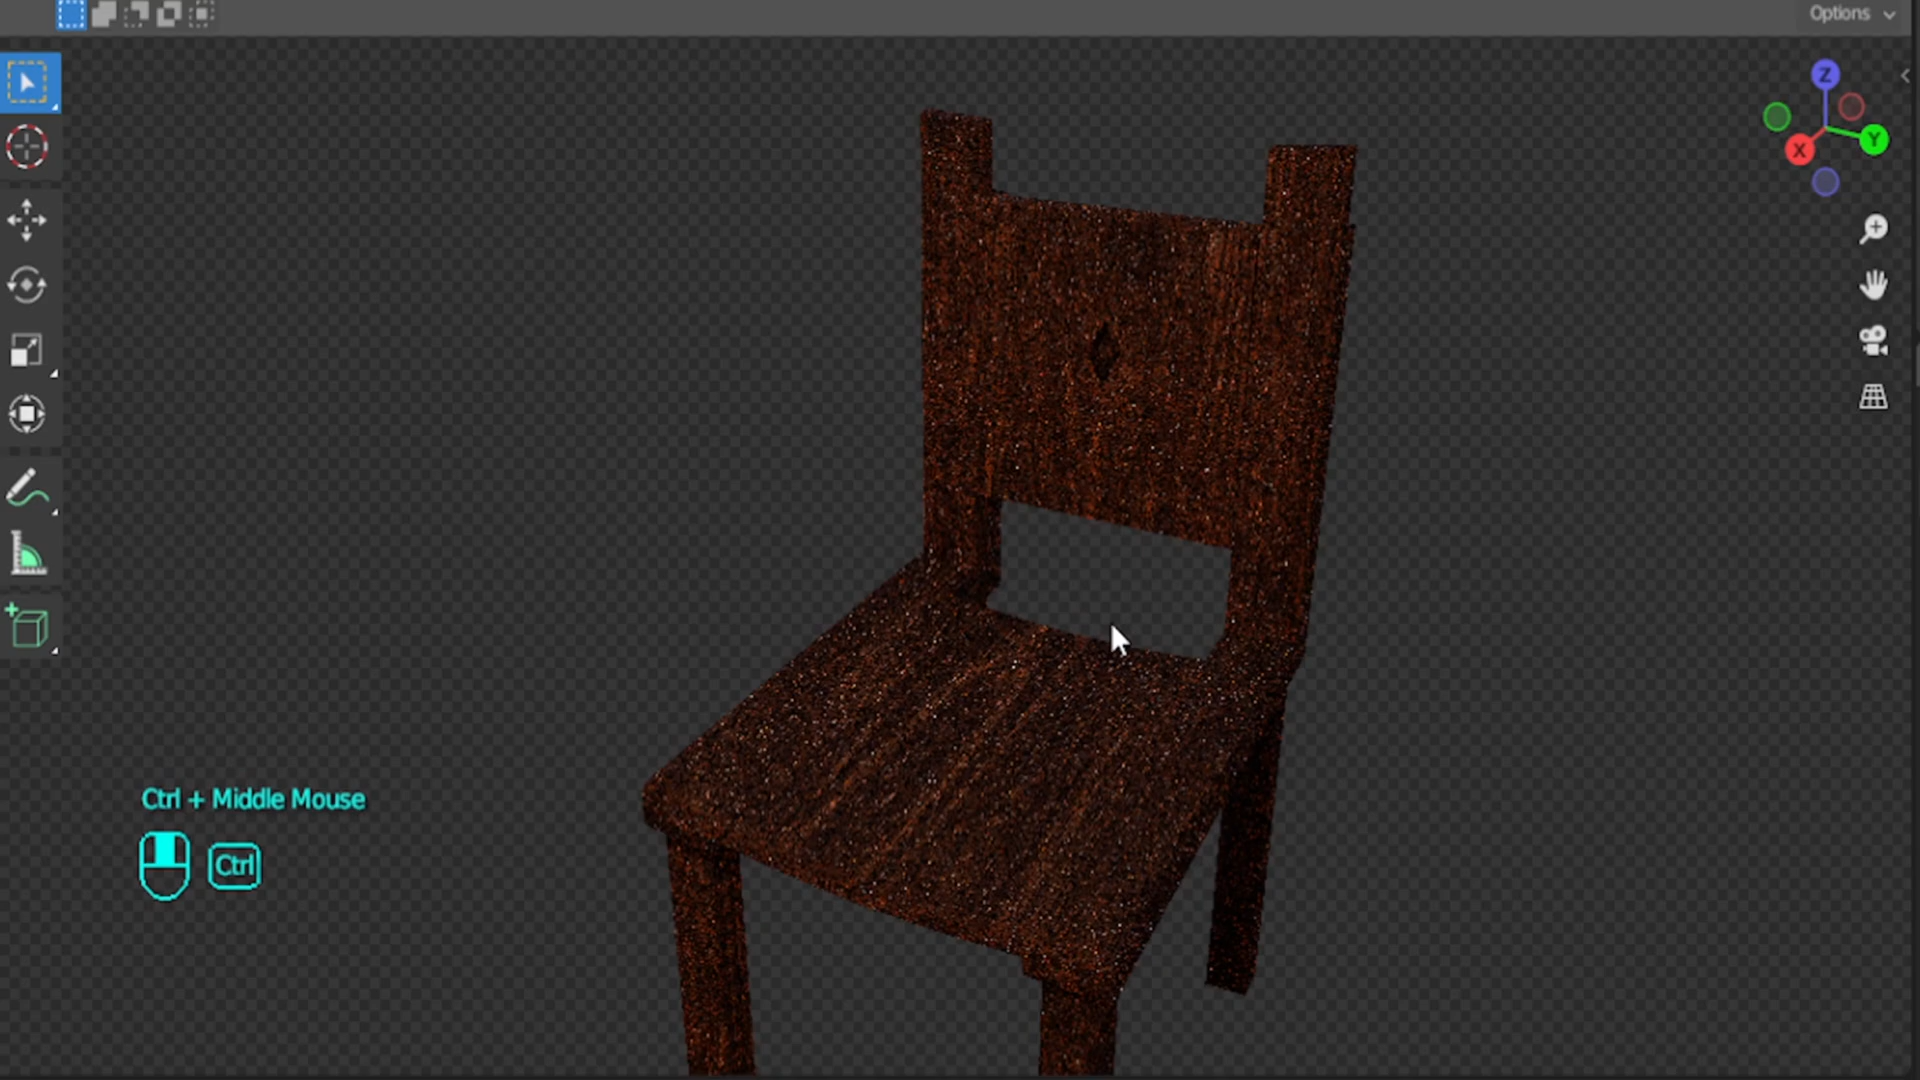 Options
Z
Y
X
Ctrl + Middle Mouse
Ctrl